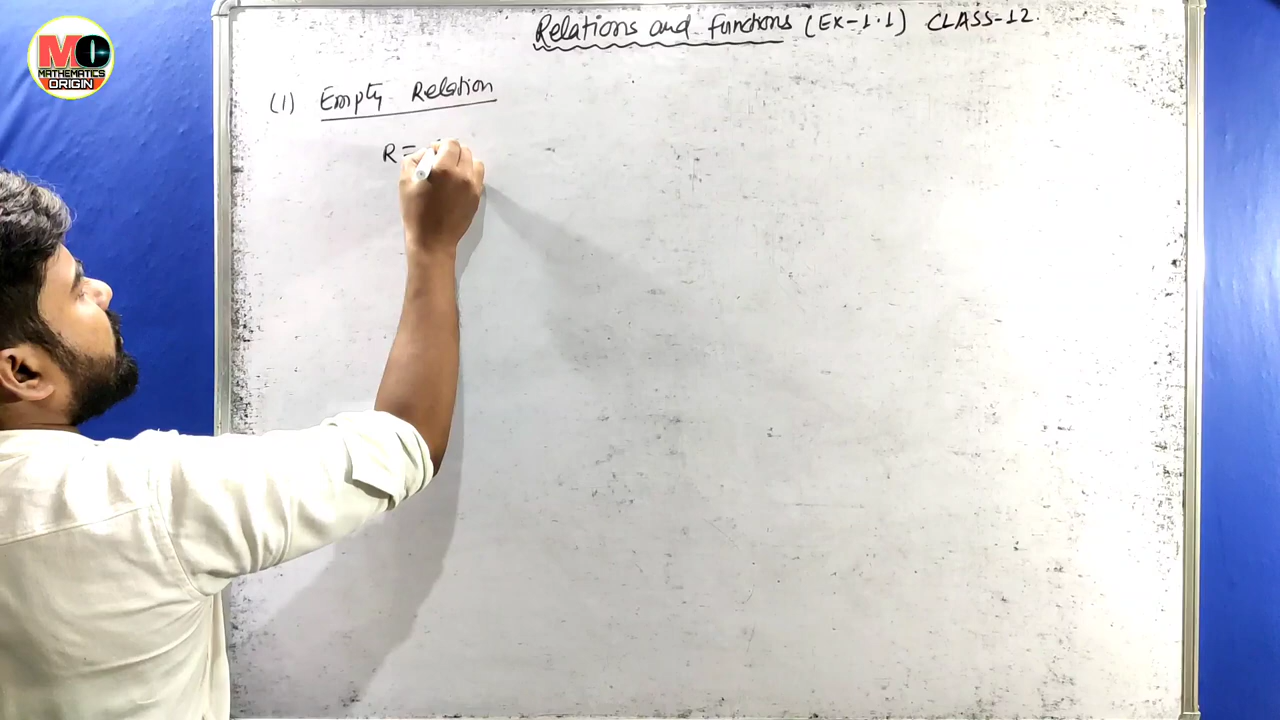 MO
MATHEMATICS
ORIGIN
Relations and functions (EX-1.1) CLASS-12.
(1) Empty Relation
R =